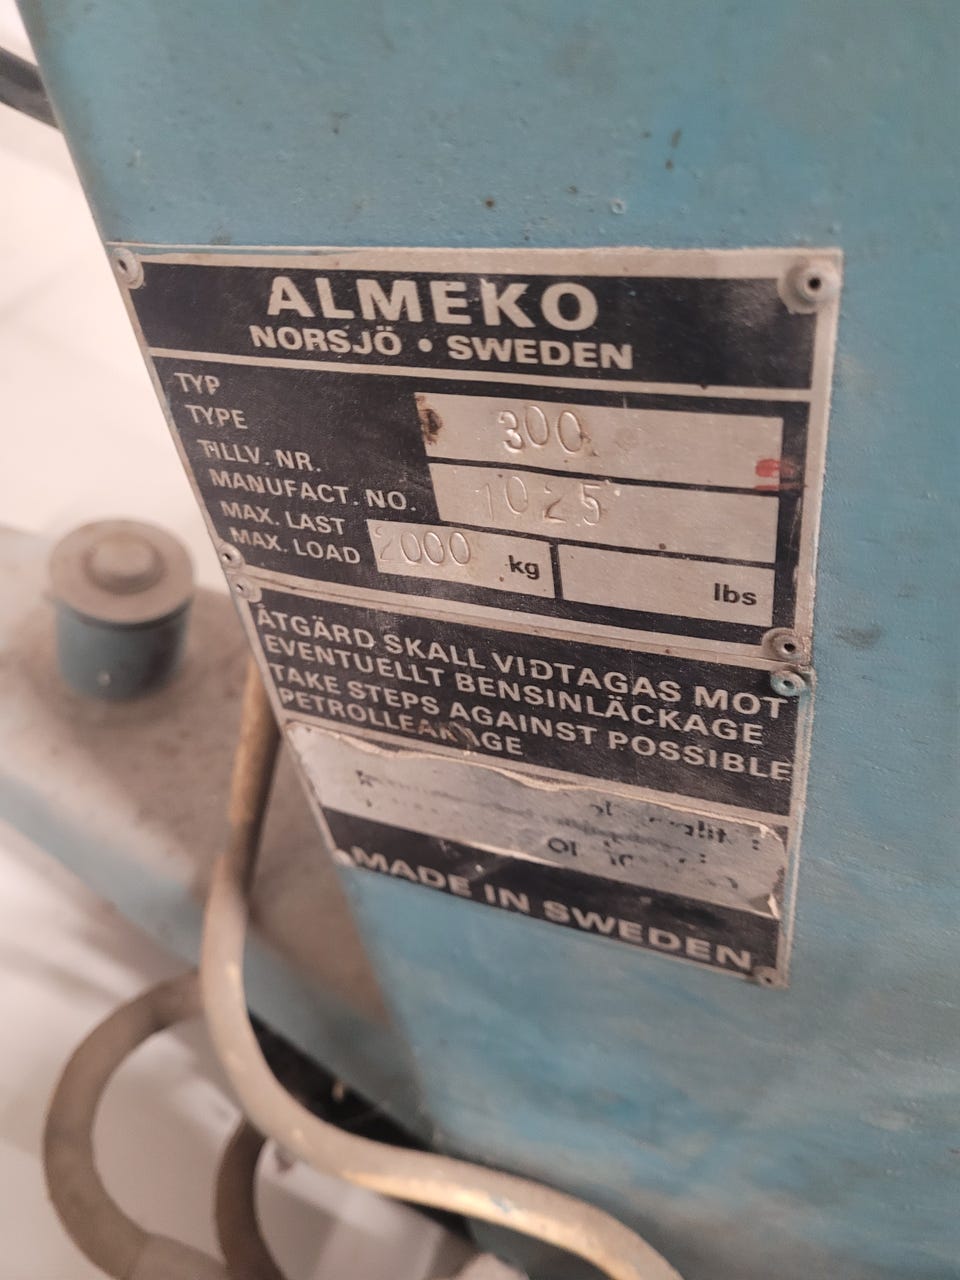 ALMEKO
NORSJÖ • SWEDEN
TYP
TYPE
300
TILLV. NR.
MANUFACT. NO.
1025
MAX. LAST
MAX. LOAD
2000 kg
lbs
ÅTGÄRD SKALL VIDTAGAS MOT
EVENTUELLT BENSINLÄCKAGE
TAKE STEPS AGAINST POSSIBLE
PETROLLEAKAGE
MADE IN SWEDEN